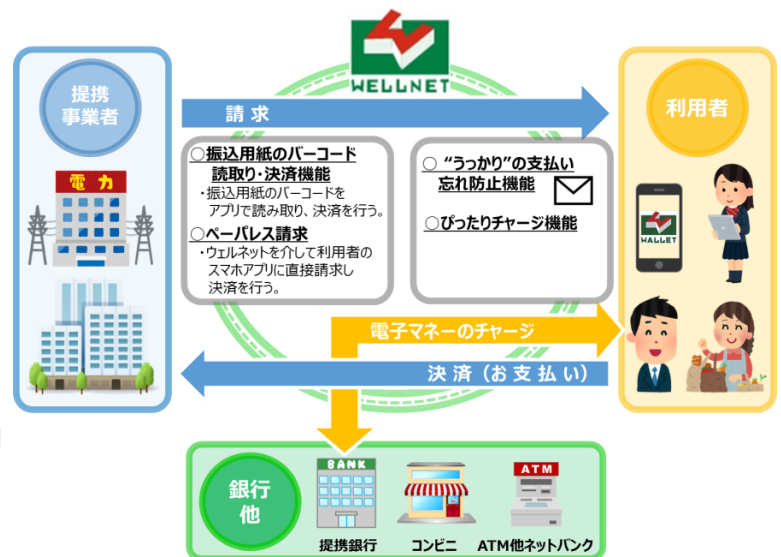 WELLNET
提携
事業者
請求
利用者
○振込用紙のバーコード
読取り・決済機能
・振込用紙のバーコードを
アプリで読み取り、決済を行う。
○ペーパレス請求
・ウェルネットを介して利用者の
スマホアプリに直接請求し
決済を行う。
○ “うっかり”の支払い
忘れ防止機能
○ぴったりチャージ機能
電力
WALLET
電子マネーのチャージ
決済（お支払い）
銀行
他
BANK
提携銀行
コンビニ
ATM
ATM他ネットバンク